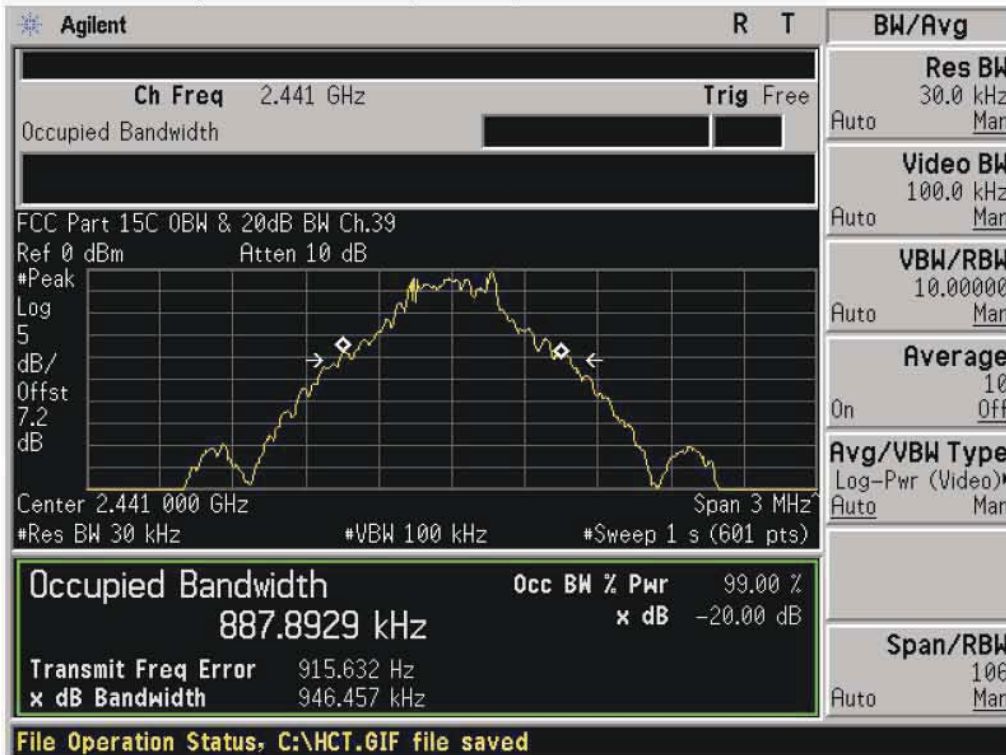 Agilent R T
BW/Avg
Ch Freq 2.441 GHz Trig Free
Occupied Bandwidth
FCC Part 15C OBW & 20dB BW Ch.39
Ref 0 dBm Atten 10 dB
#Peak
Log
5
dB/
Offst
7.2
dB
Center 2.441 000 GHz Span 3 MHz^
#Res BW 30 kHz #VBW 100 kHz #Sweep 1 s (601 pts)
Occupied Bandwidth Occ BW % Pwr 99.00 %
887.8929 kHz x dB -20.00 dB
Transmit Freq Error 915.632 Hz
x dB Bandwidth 946.457 kHz
File Operation Status, C:\HCT.GIF file saved
Res BW
30.0 kHz
Auto Man
Video BW
100.0 kHz
Auto Man
VBW/RBW
10.00000
Auto Man
Average
10
On Off
Avg/VBW Type
Log-Pwr (Video)
Auto Man
Span/RBW
106
Auto Man